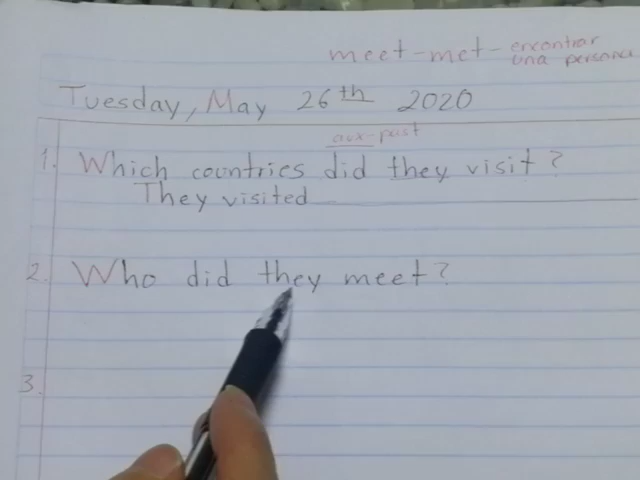 meet-met-encontrar
una persona
Tuesday, May 26th 2020
aux-past
1. Which countries did they visit?
They visited
2. Who did they meet?
3.